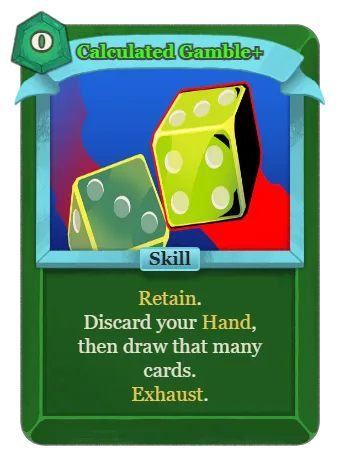 0
Calculated Gamble+
Skill
Retain.
Discard your Hand,
then draw that many
cards.
Exhaust.